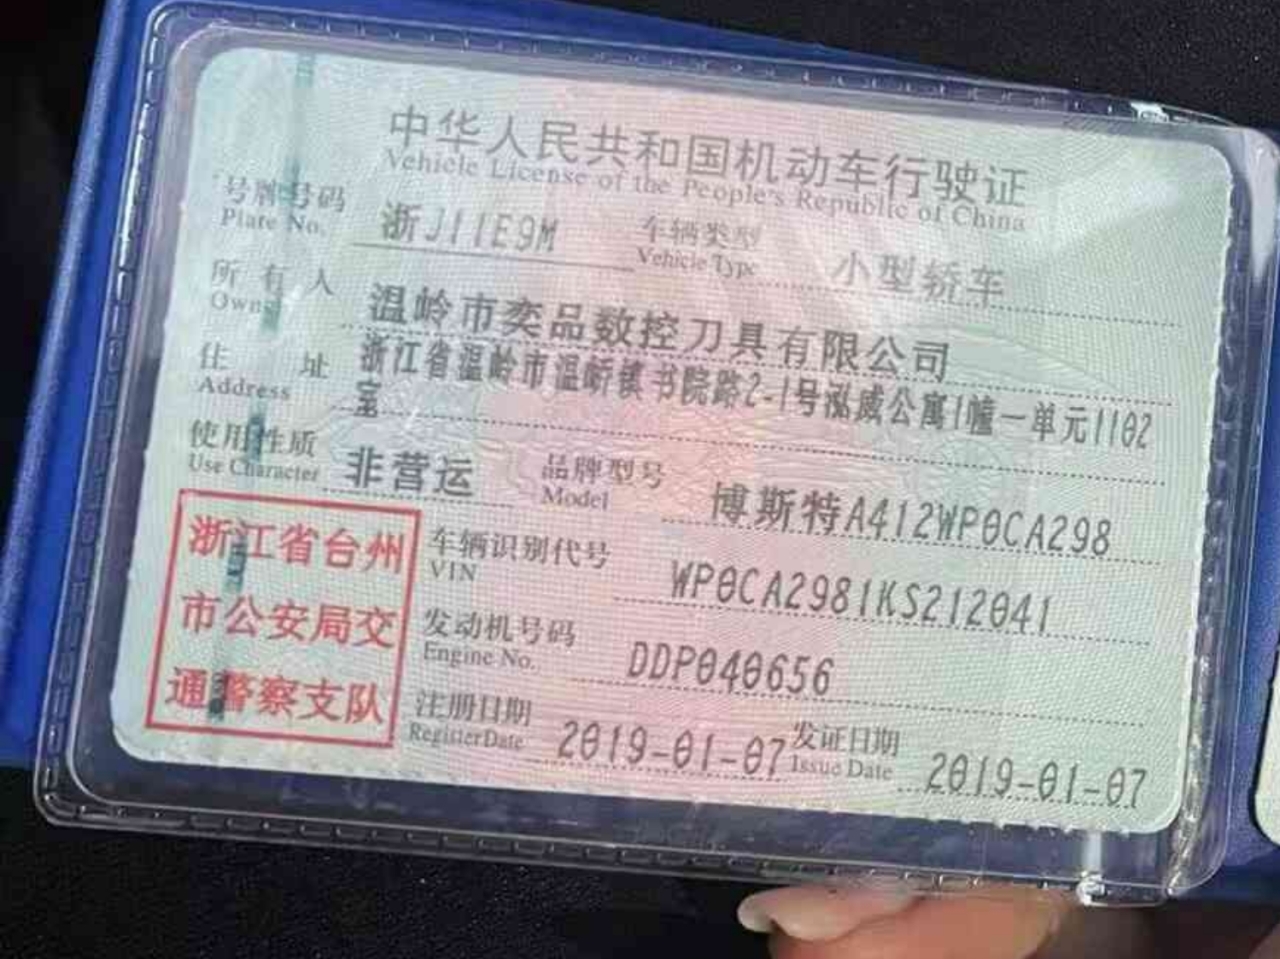 中华人民共和国机动车行驶证
Vehicle License of the People's Republic of China
号牌号码 浙J11E9M 车辆类型 小型轿车
Plate No. Vehicle Type
所有人 温岭市奕品数控刀具有限公司
Owner
住址 浙江省温岭市温峤镇书院路2-1号泓威公寓1幢一单元1102
Address 室
使用性质 非营运 品牌型号 博斯特A412WP0CA298
Use Character Model
浙江省台州
市公安局交
通警察支队
车辆识别代号 WP0CA2981KS212041
VIN
发动机号码 DDP040656
Engine No.
注册日期 2019-01-07 发证日期 2019-01-07
Register Date Issue Date